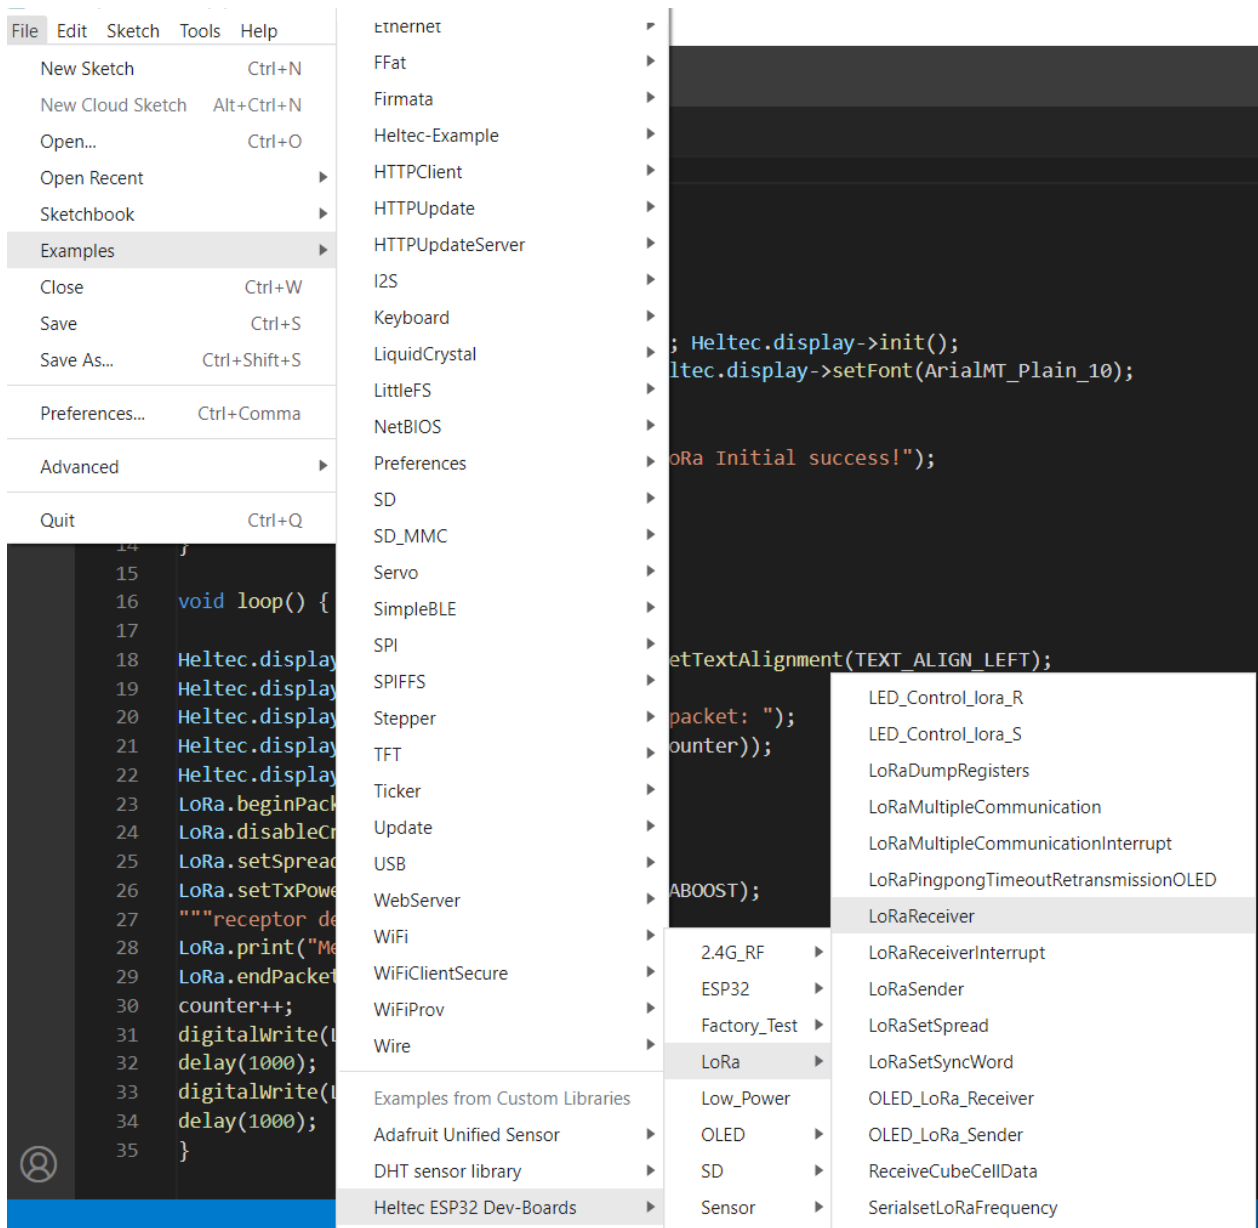 File Edit Sketch Tools Help
New Sketch Ctrl+N
New Cloud Sketch Alt+Ctrl+N
Open... Ctrl+O
Open Recent
Sketchbook
Examples
Close Ctrl+W
Save Ctrl+S
Save As... Ctrl+Shift+S
Preferences... Ctrl+Comma
Advanced
Quit Ctrl+Q
Ethernet
FFat
Firmata
Heltec-Example
HTTPClient
HTTPUpdate
HTTPUpdateServer
I2S
Keyboard
LiquidCrystal
LittleFS
NetBIOS
Preferences
SD
SD_MMC
Servo
SimpleBLE
SPI
SPIFFS
Stepper
TFT
Ticker
Update
USB
WebServer
WiFi
WiFiClientSecure
WiFiProv
Wire
Examples from Custom Libraries
Adafruit Unified Sensor
DHT sensor library
Heltec ESP32 Dev-Boards
2.4G_RF
ESP32
Factory_Test
LoRa
Low_Power
OLED
SD
Sensor
LED_Control_lora_R
LED_Control_lora_S
LoRaDumpRegisters
LoRaMultipleCommunication
LoRaMultipleCommunicationInterrupt
LoRaPingpongTimeoutRetransmissionOLED
LoRaReceiver
LoRaReceiverInterrupt
LoRaSender
LoRaSetSpread
LoRaSetSyncWord
OLED_LoRa_Receiver
OLED_LoRa_Sender
ReceiveCubeCellData
SerialsetLoRaFrequency
; Heltec.display->init();
ltec.display->setFont(ArialMT_Plain_10);
oRa Initial success!");
14 }
15
16 void loop() {
17
18 Heltec.display etTextAlignment(TEXT_ALIGN_LEFT);
19 Heltec.display
20 Heltec.display packet: ");
21 Heltec.display ounter));
22 Heltec.display
23 LoRa.beginPack
24 LoRa.disableCr
25 LoRa.setSpread
26 LoRa.setTxPowe ABOOST);
27 """receptor de
28 LoRa.print("Me
29 LoRa.endPacket
30 counter++;
31 digitalWrite(L
32 delay(1000);
33 digitalWrite(L
34 delay(1000);
35 }